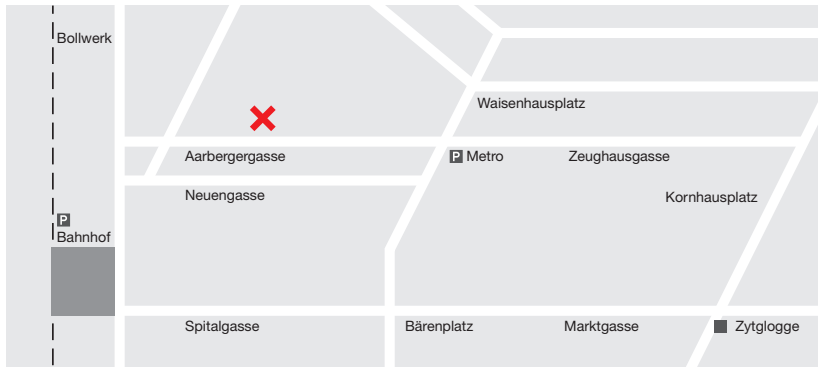 Bollwerk
Waisenhausplatz
Aarbergergasse
P Metro
Zeughausgasse
Neuengasse
Kornhausplatz
P
Bahnhof
Spitalgasse
Bärenplatz
Marktgasse
Zytglogge